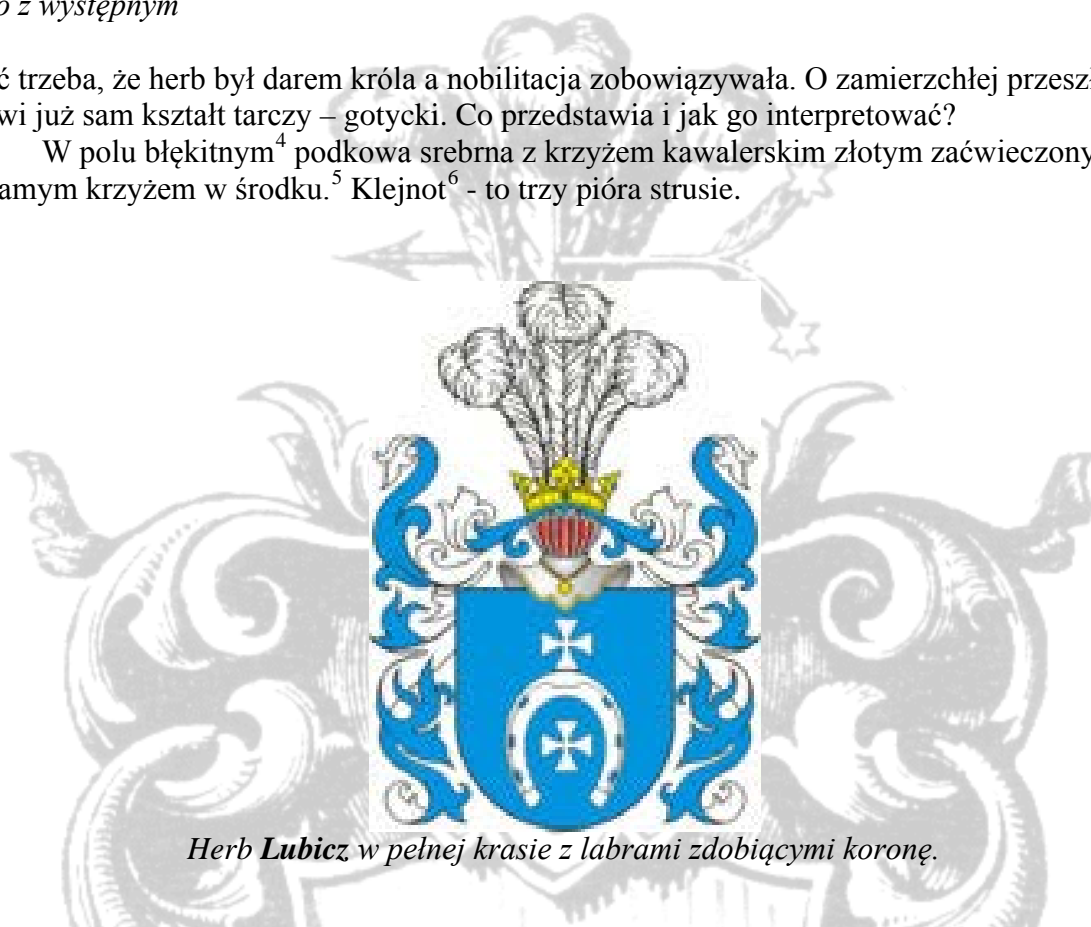 o z występnym
ć trzeba, że herb był darem króla a nobilitacja zobowiązywała. O zamierzchłej przesz
wi już sam kształt tarczy – gotycki. Co przedstawia i jak go interpretować?
W polu błękitnym4 podkowa srebrna z krzyżem kawalerskim złotym zaćwieczony
amym krzyżem w środku.5 Klejnot6 - to trzy pióra strusie.
Herb Lubicz w pełnej krasie z labrami zdobiącymi koronę.